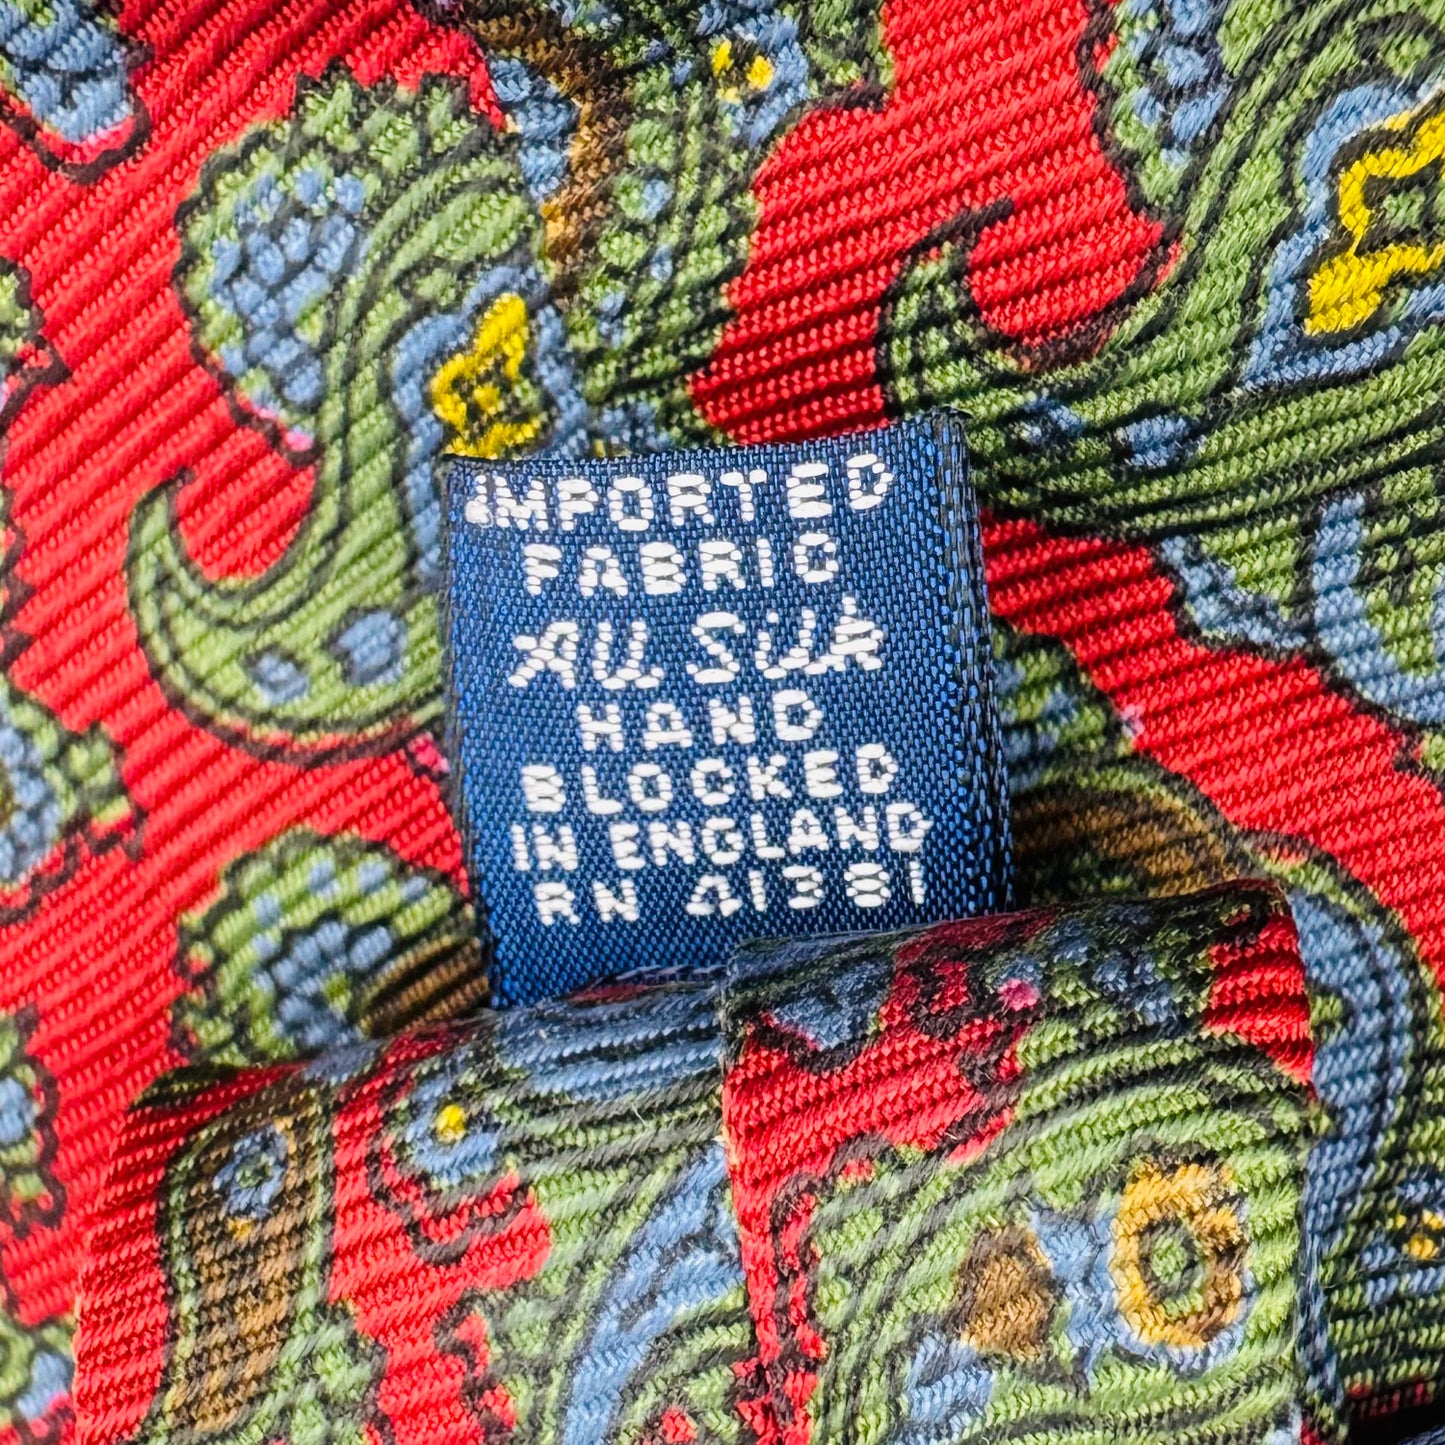 IMPORTED
FABRIC
ALL SILK
HAND
BLOCKED
IN ENGLAND
RN 41381